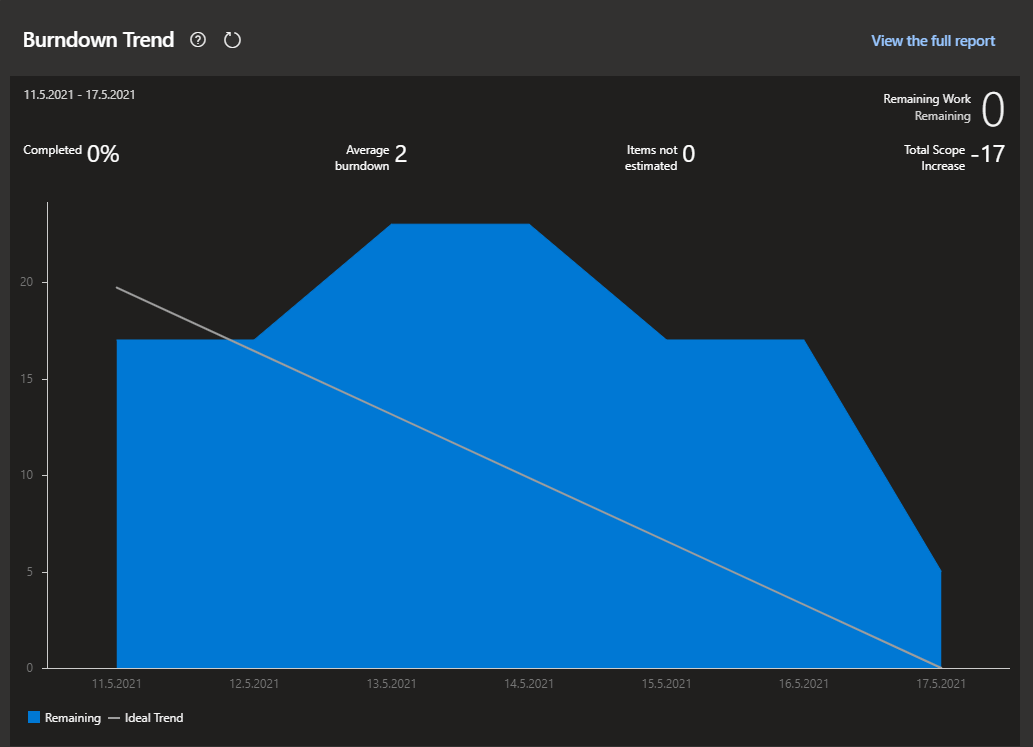 Burndown Trend
View the full report
11.5.2021 - 17.5.2021
Remaining Work
Remaining
0
Completed 0%
Average
burndown
2
Items not
estimated
0
Total Scope
Increase
-17
20
15
10
5
0
11.5.2021
12.5.2021
13.5.2021
14.5.2021
15.5.2021
16.5.2021
17.5.2021
Remaining
Ideal Trend